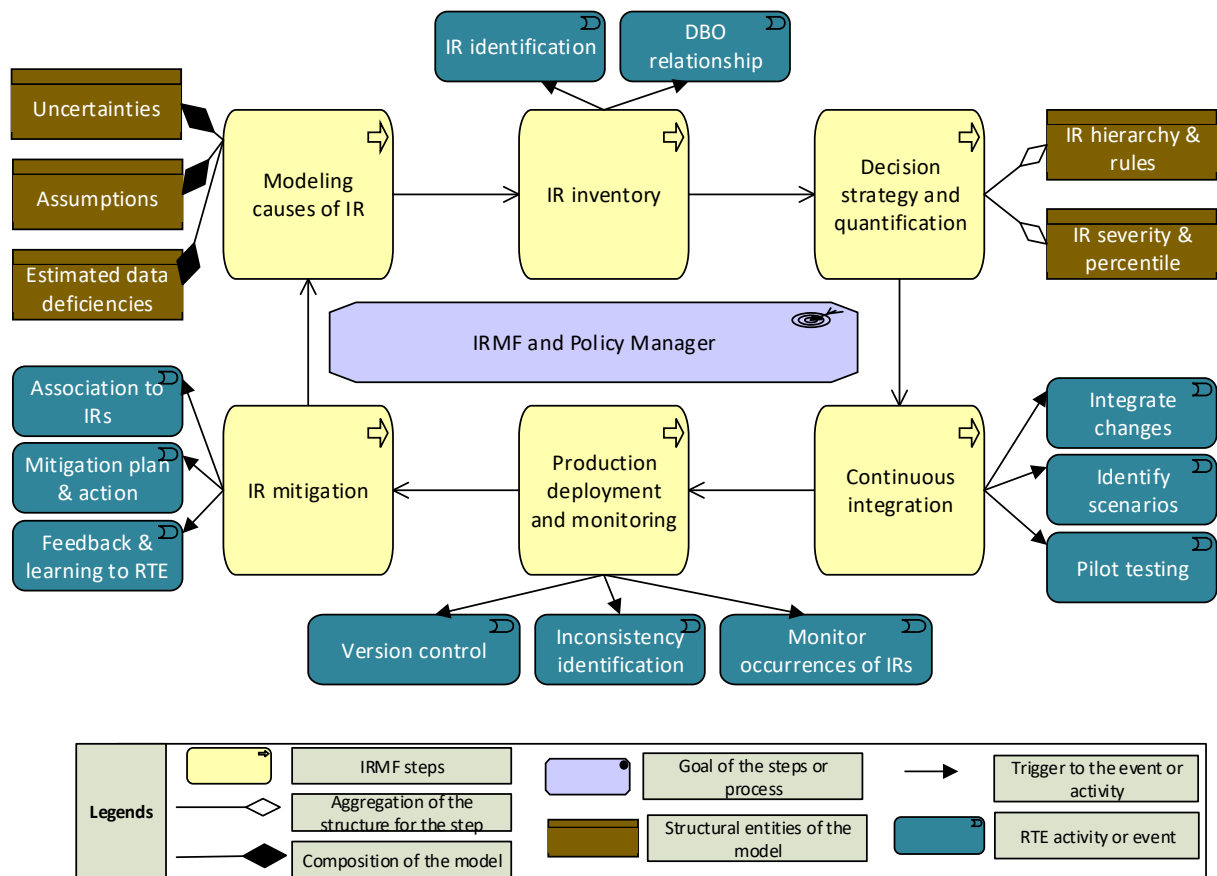 IR identification
DBO
relationship
Uncertainties
Assumptions
Estimated data
deficiencies
Modeling
causes of IR
IR inventory
Decision
strategy and
quantification
IR hierarchy &
rules
IR severity &
percentile
IRMF and Policy Manager
Association to
IRs
Mitigation plan
& action
Feedback &
learning to RTE
IR mitigation
Production
deployment
and monitoring
Continuous
integration
Integrate
changes
Identify
scenarios
Pilot testing
Version control
Inconsistency
identification
Monitor
occurrences of IRs
Legends
IRMF steps
Aggregation of the
structure for the step
Composition of the model
Goal of the steps or
process
Structural entities of the
model
Trigger to the event or
activity
RTE activity or event